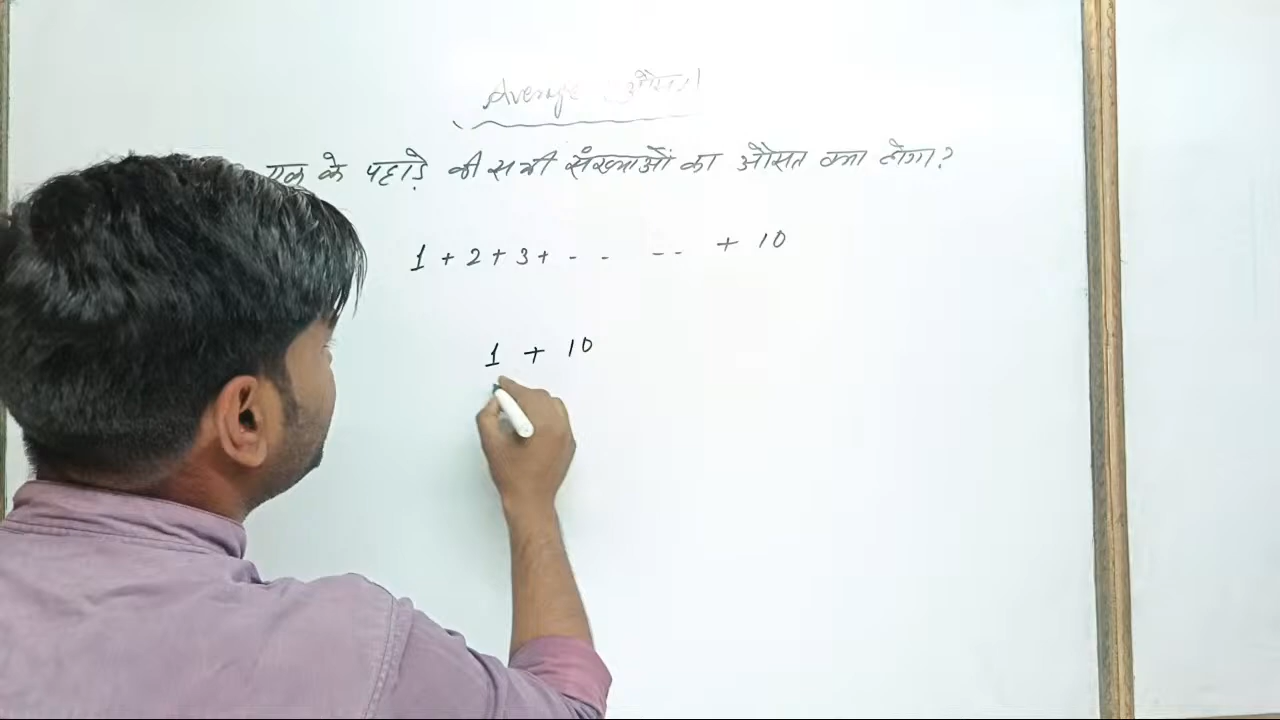 Average (औसत)
एक के पहाड़े की सभी संख्याओं का औसत क्या होगा?
1 + 2 + 3 + - - - - + 10
1 + 10